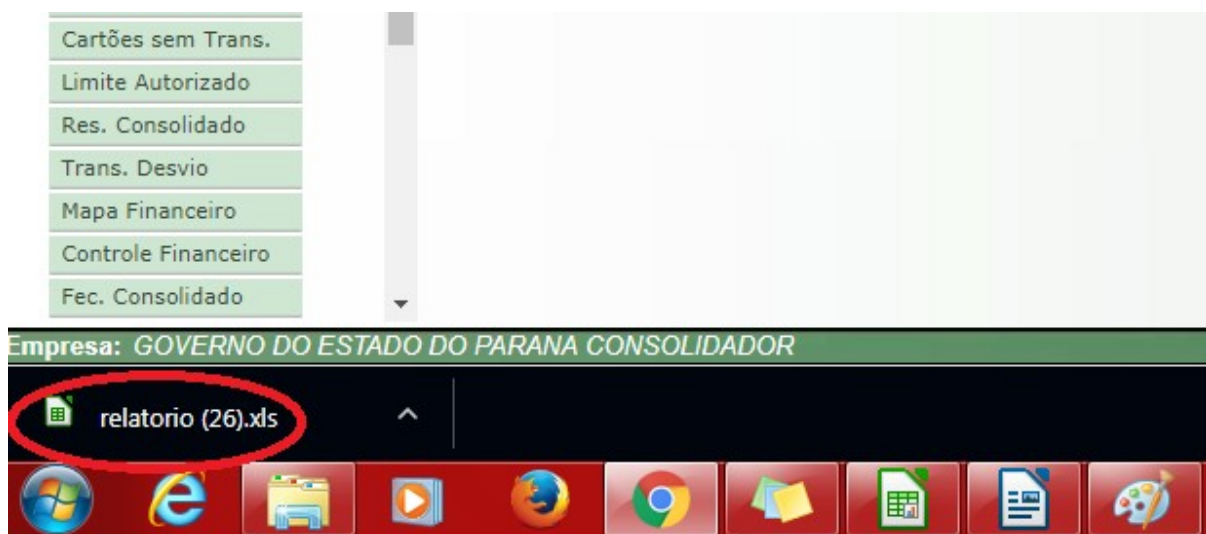 Cartões sem Trans.
Limite Autorizado
Res. Consolidado
Trans. Desvio
Mapa Financeiro
Controle Financeiro
Fec. Consolidado
Empresa: GOVERNO DO ESTADO DO PARANA CONSOLIDADOR
relatorio (26).xls